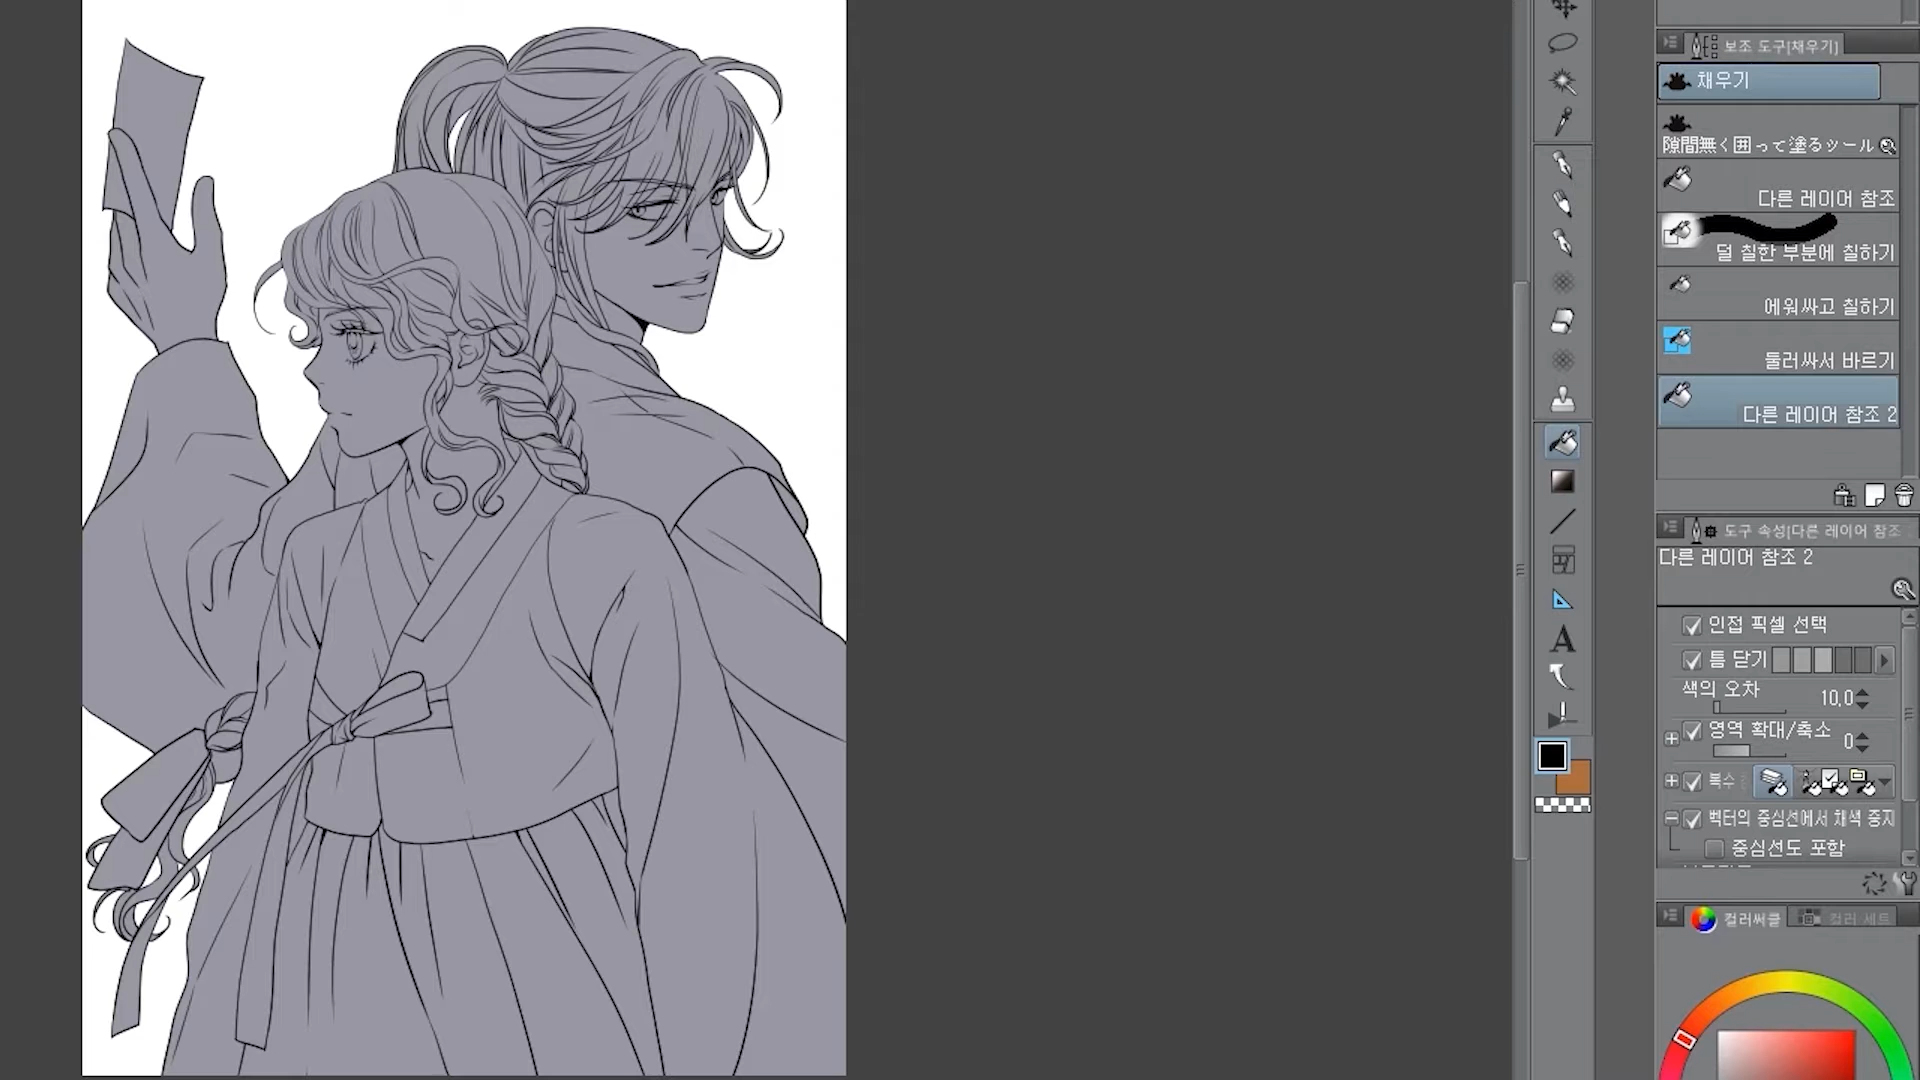 보조 도구[채우기]
채우기
隙間無く囲って塗るツール
다른 레이어 참조
덜 칠한 부분에 칠하기
에워싸고 칠하기
둘러싸서 바르기
다른 레이어 참조 2
도구 속성[다른 레이어 참조
다른 레이어 참조 2
인접 픽셀 선택
틈 닫기
색의 오차 10.0
영역 확대/축소 0
복수
벡터의 중심선에서 채색 중지
중심선도 포함
컬러써클 컬러 세트
A